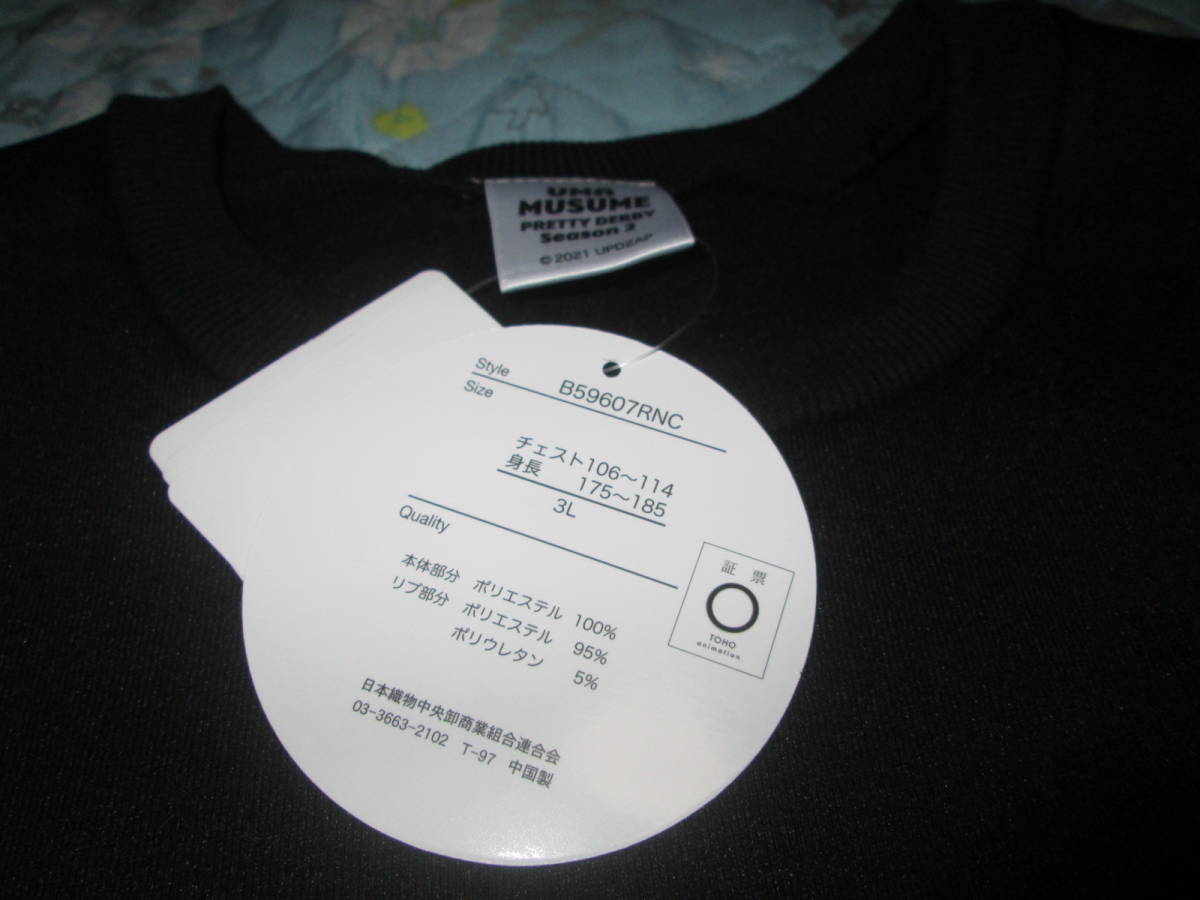 UMA
MUSUME
PRETTY DERBY
Season 2
©2021 UPD2AP
Style B59607RNC
Size
チェスト106～114
身長 175～185
3L
Quality
本体部分 ポリエステル 100%
リブ部分 ポリエステル 95%
ポリウレタン 5%
証票
TOHO
animation
日本織物中央卸商業組合連合会
03-3663-2102 T-97 中国製